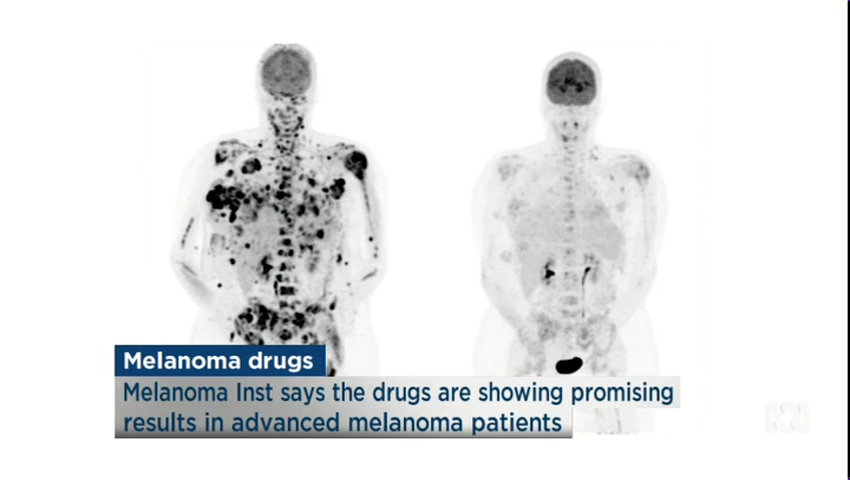 Melanoma drugs
Melanoma Inst says the drugs are showing promising
results in advanced melanoma patients